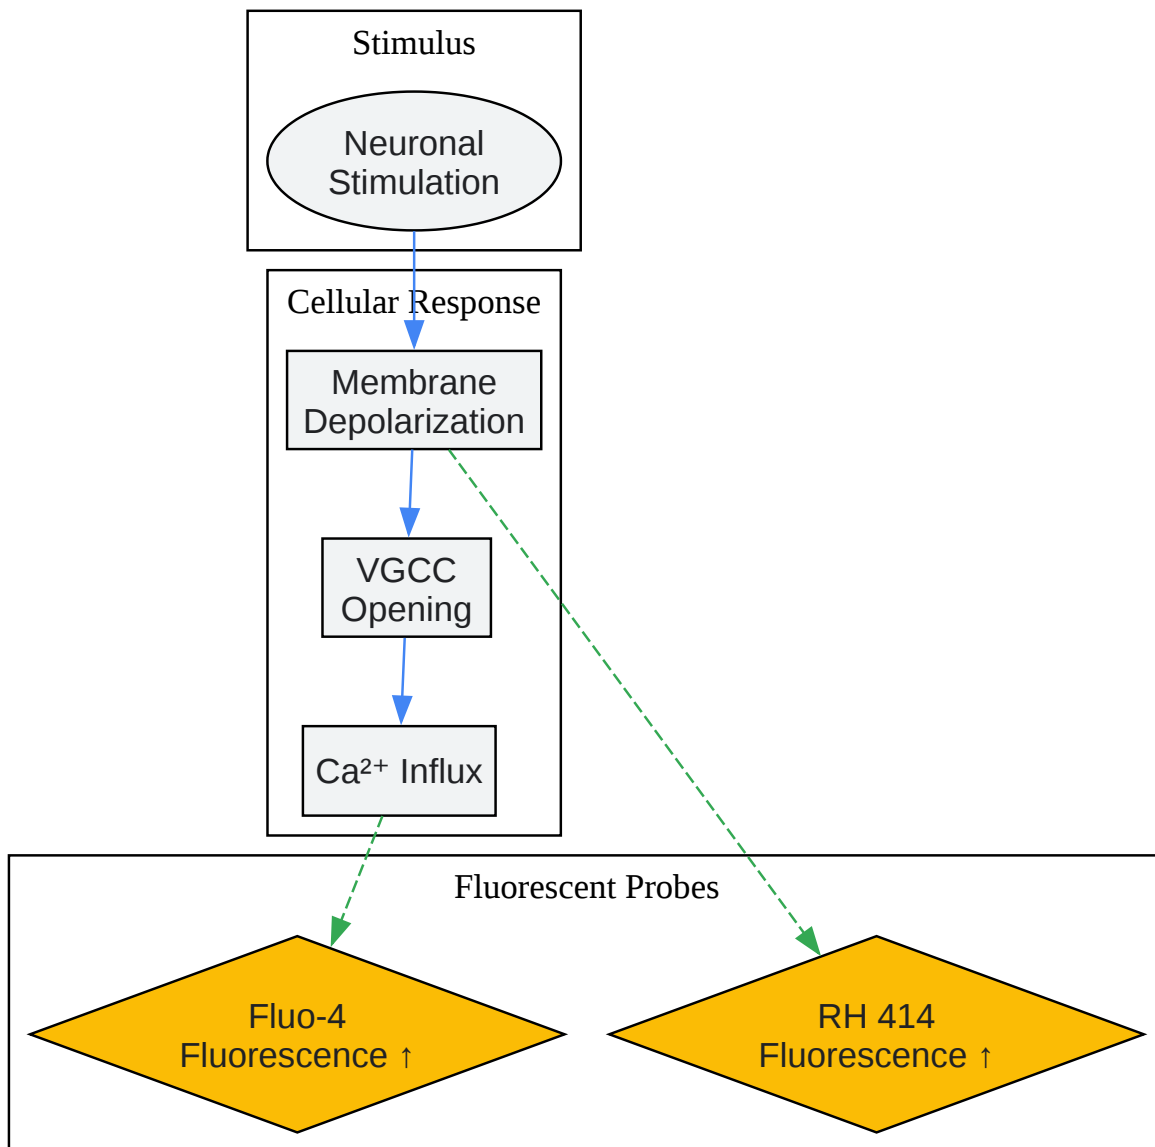 Stimulus
Neuronal
Stimulation
Cellular Response
Membrane
Depolarization
VGCC
Opening
Ca²⁺ Influx
Fluorescent Probes
Fluo-4
Fluorescence ↑
RH 414
Fluorescence ↑